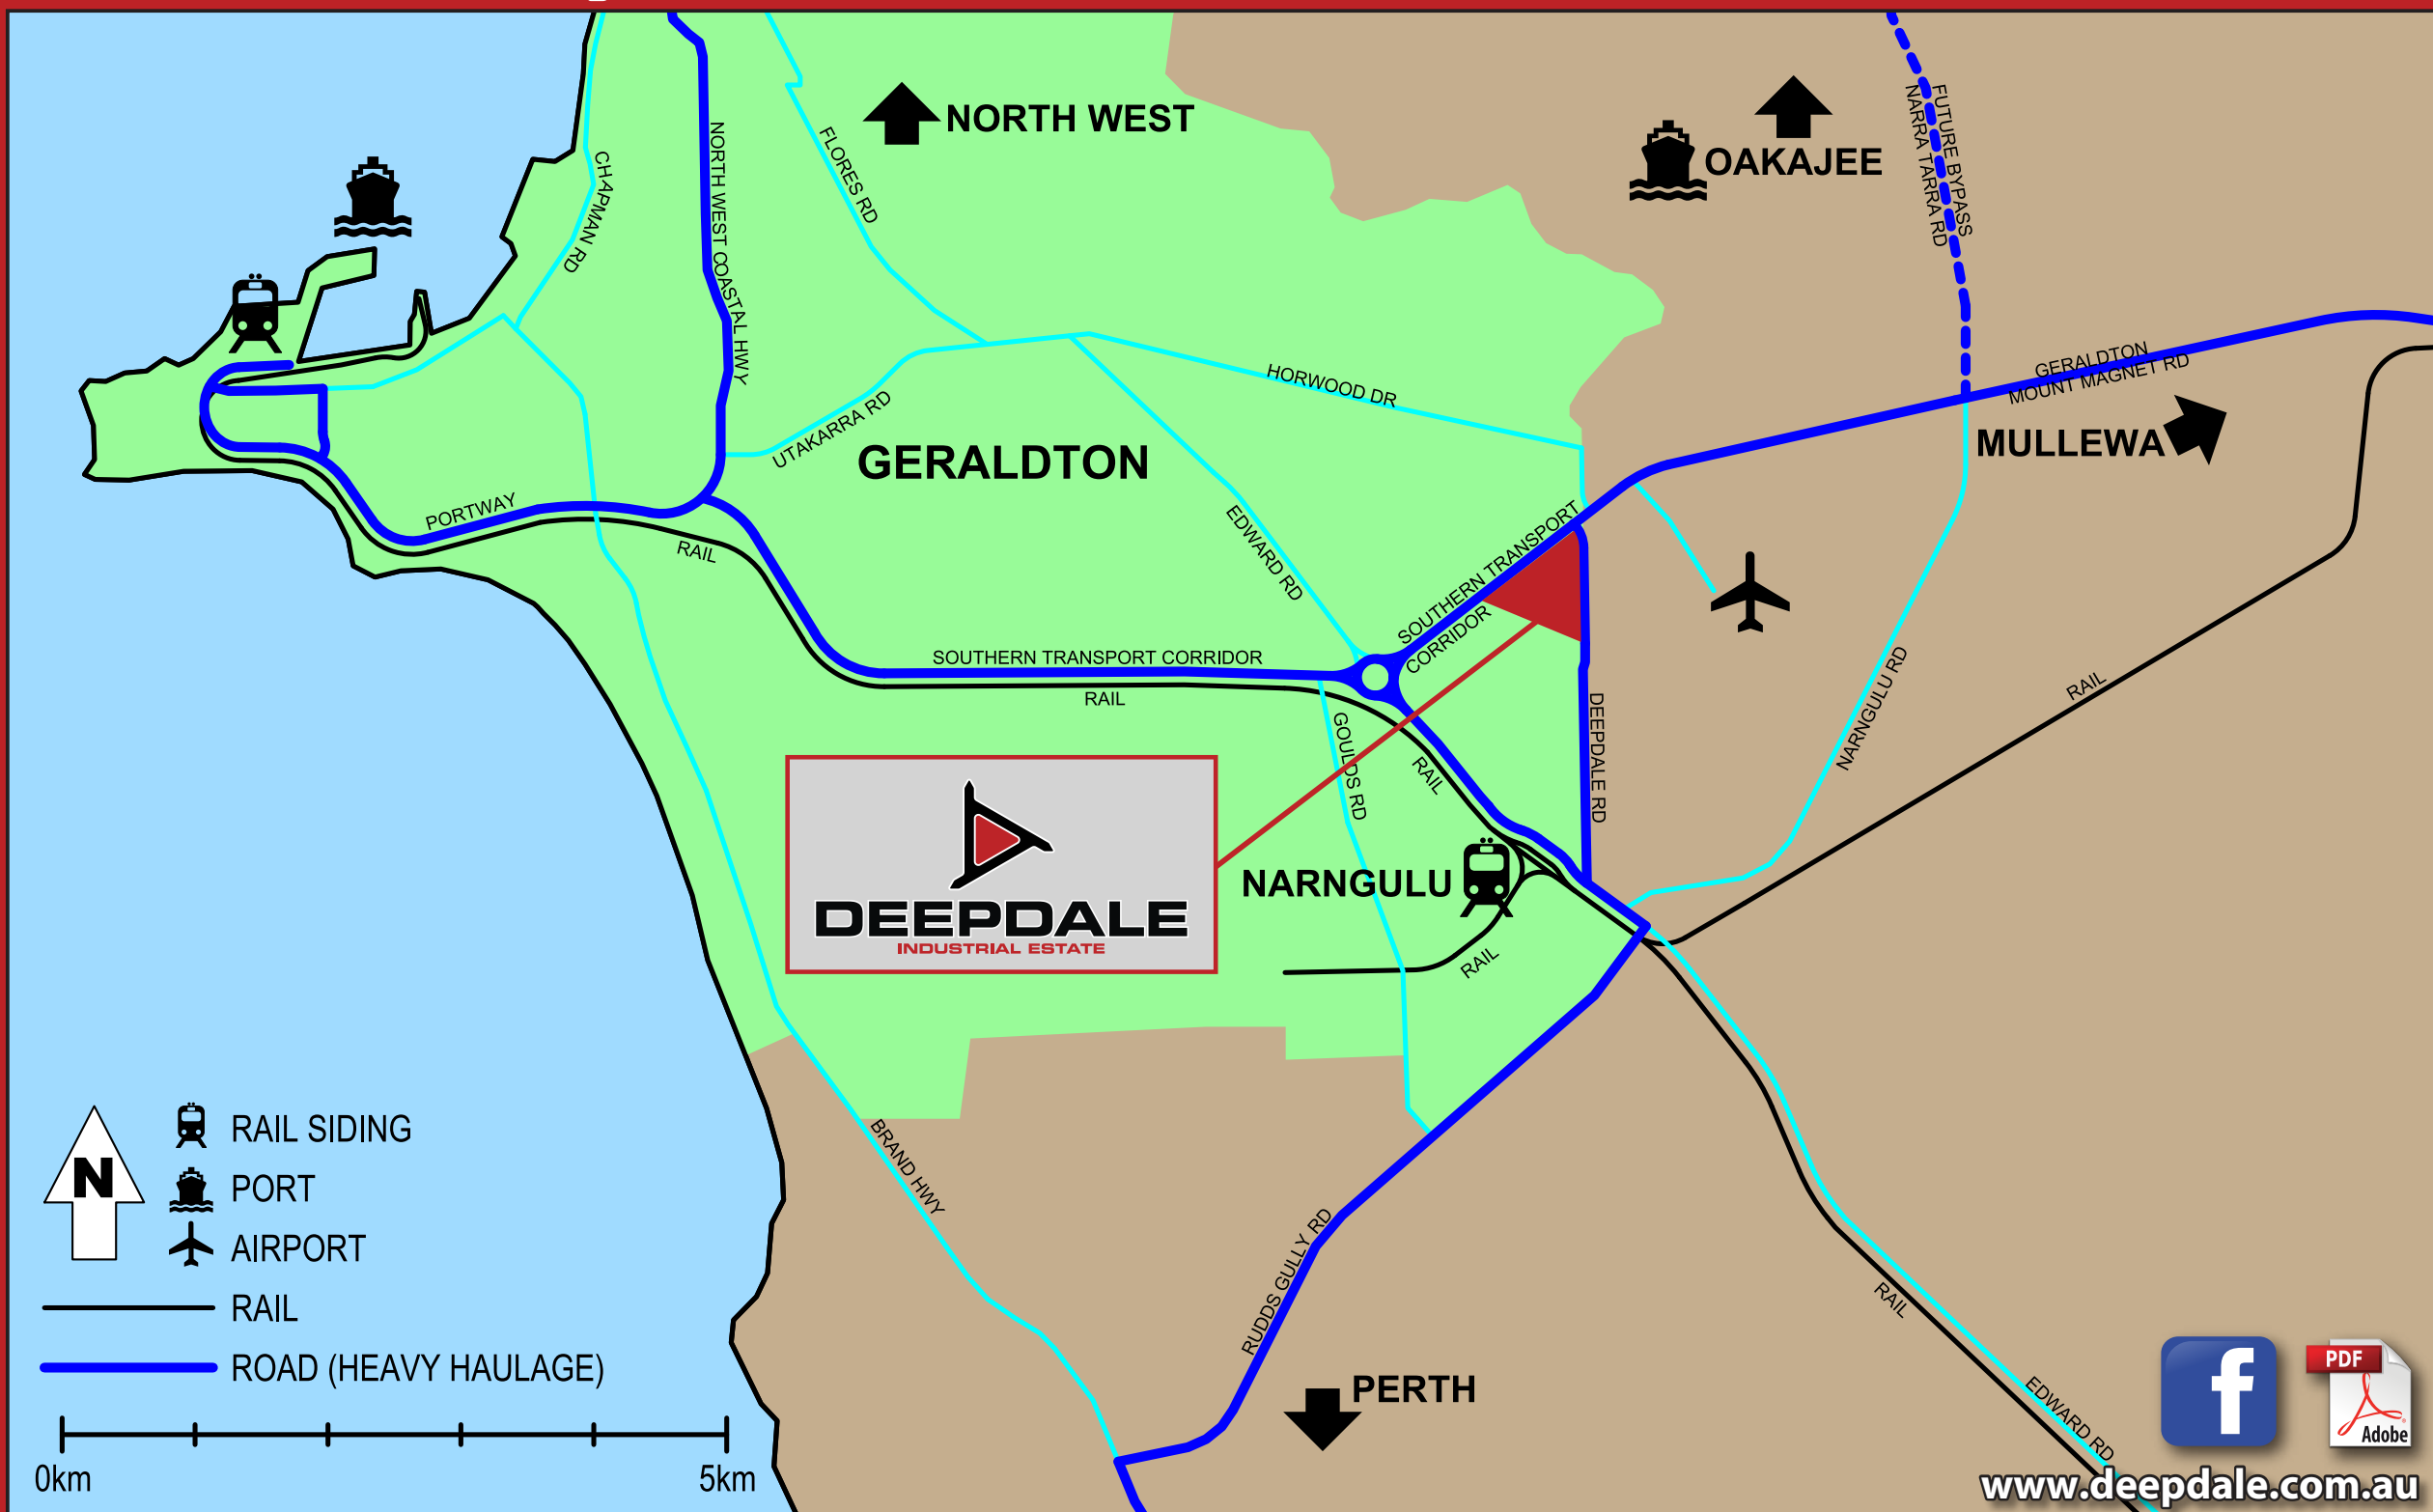 NORTH WEST
OAKAJEE
FUTURE BYPASS
NARRA TARRA RD
CHAPMAN RD
NORTH WEST COASTAL HWY
FLORES RD
GERALDTON
MOUNT MAGNET RD
HORWOOD DR
UTAKARRA RD
MULLEWA
GERALDTON
PORTWAY
RAIL
EDWARD RD
SOUTHERN TRANSPORT
CORRIDOR
SOUTHERN TRANSPORT CORRIDOR
RAIL
NARNGULU RD
RAIL
DEEPDALE RD
GOULDS RD
RAIL
DEEPDALE
INDUSTRIAL ESTATE
NARNGULU
RAIL
BRAND HWY
RUDDS GULLY RD
RAIL
EDWARD RD
PERTH
N
RAIL SIDING
PORT
AIRPORT
RAIL
ROAD (HEAVY HAULAGE)
0km
5km
f
PDF
Adobe
www.deepdale.com.au